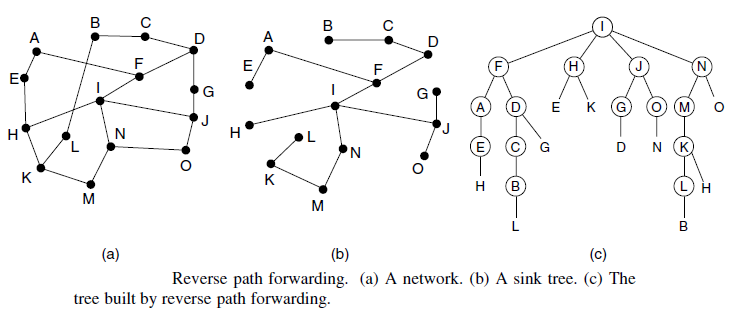 A B C D
E F G
H I J
K L M N O
(a)
A B C D
E F G
H I J
K L M N O
(b)
I
F H J N
A D E K G O M O
E C G D N K
H B L H
L B
(c)
Reverse path forwarding. (a) A network. (b) A sink tree. (c) The
tree built by reverse path forwarding.